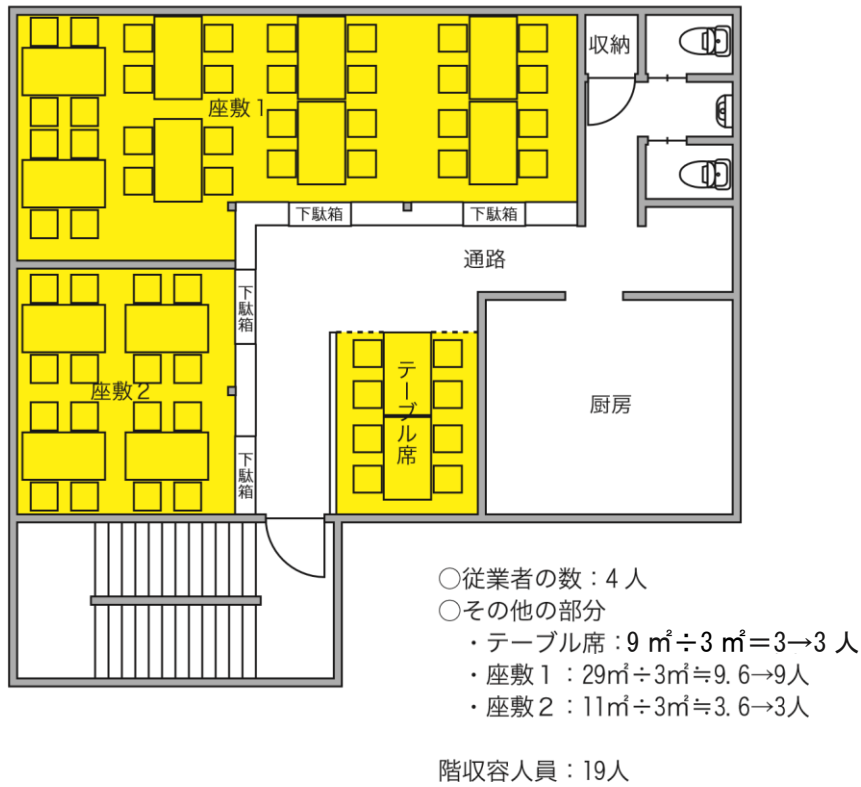 収納
座敷1
下駄箱
下駄箱
通路
下駄箱
座敷2
テーブル席
厨房
下駄箱
○従業者の数：4人
○その他の部分
・テーブル席：9 ㎡÷3 ㎡＝3→3 人
・座敷1：29㎡÷3㎡≒9.6→9人
・座敷2：11㎡÷3㎡≒3.6→3人
階収容人員：19人